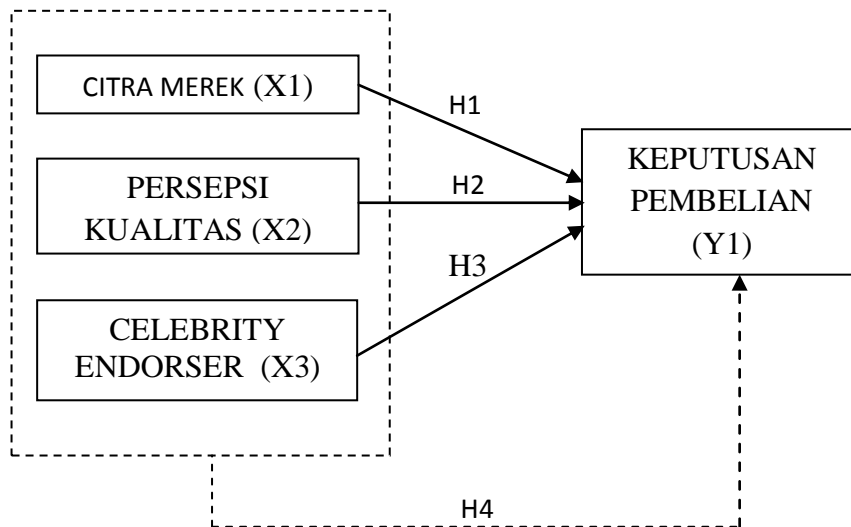 CITRA MEREK (X1)
H1
KEPUTUSAN
PEMBELIAN
(Y1)
PERSEPSI
KUALITAS (X2)
H2
H3
CELEBRITY
ENDORSER (X3)
H4